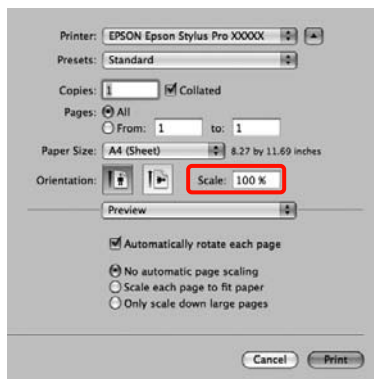 Printer: EPSON Epson Stylus Pro XXXXX
Presets: Standard
Copies: 1 Collated
Pages: All
From: 1 to: 1
Paper Size: A4 (Sheet) 8.27 by 11.69 inches
Orientation: Scale: 100 %
Preview
Automatically rotate each page
No automatic page scaling
Scale each page to fit paper
Only scale down large pages
Cancel Print